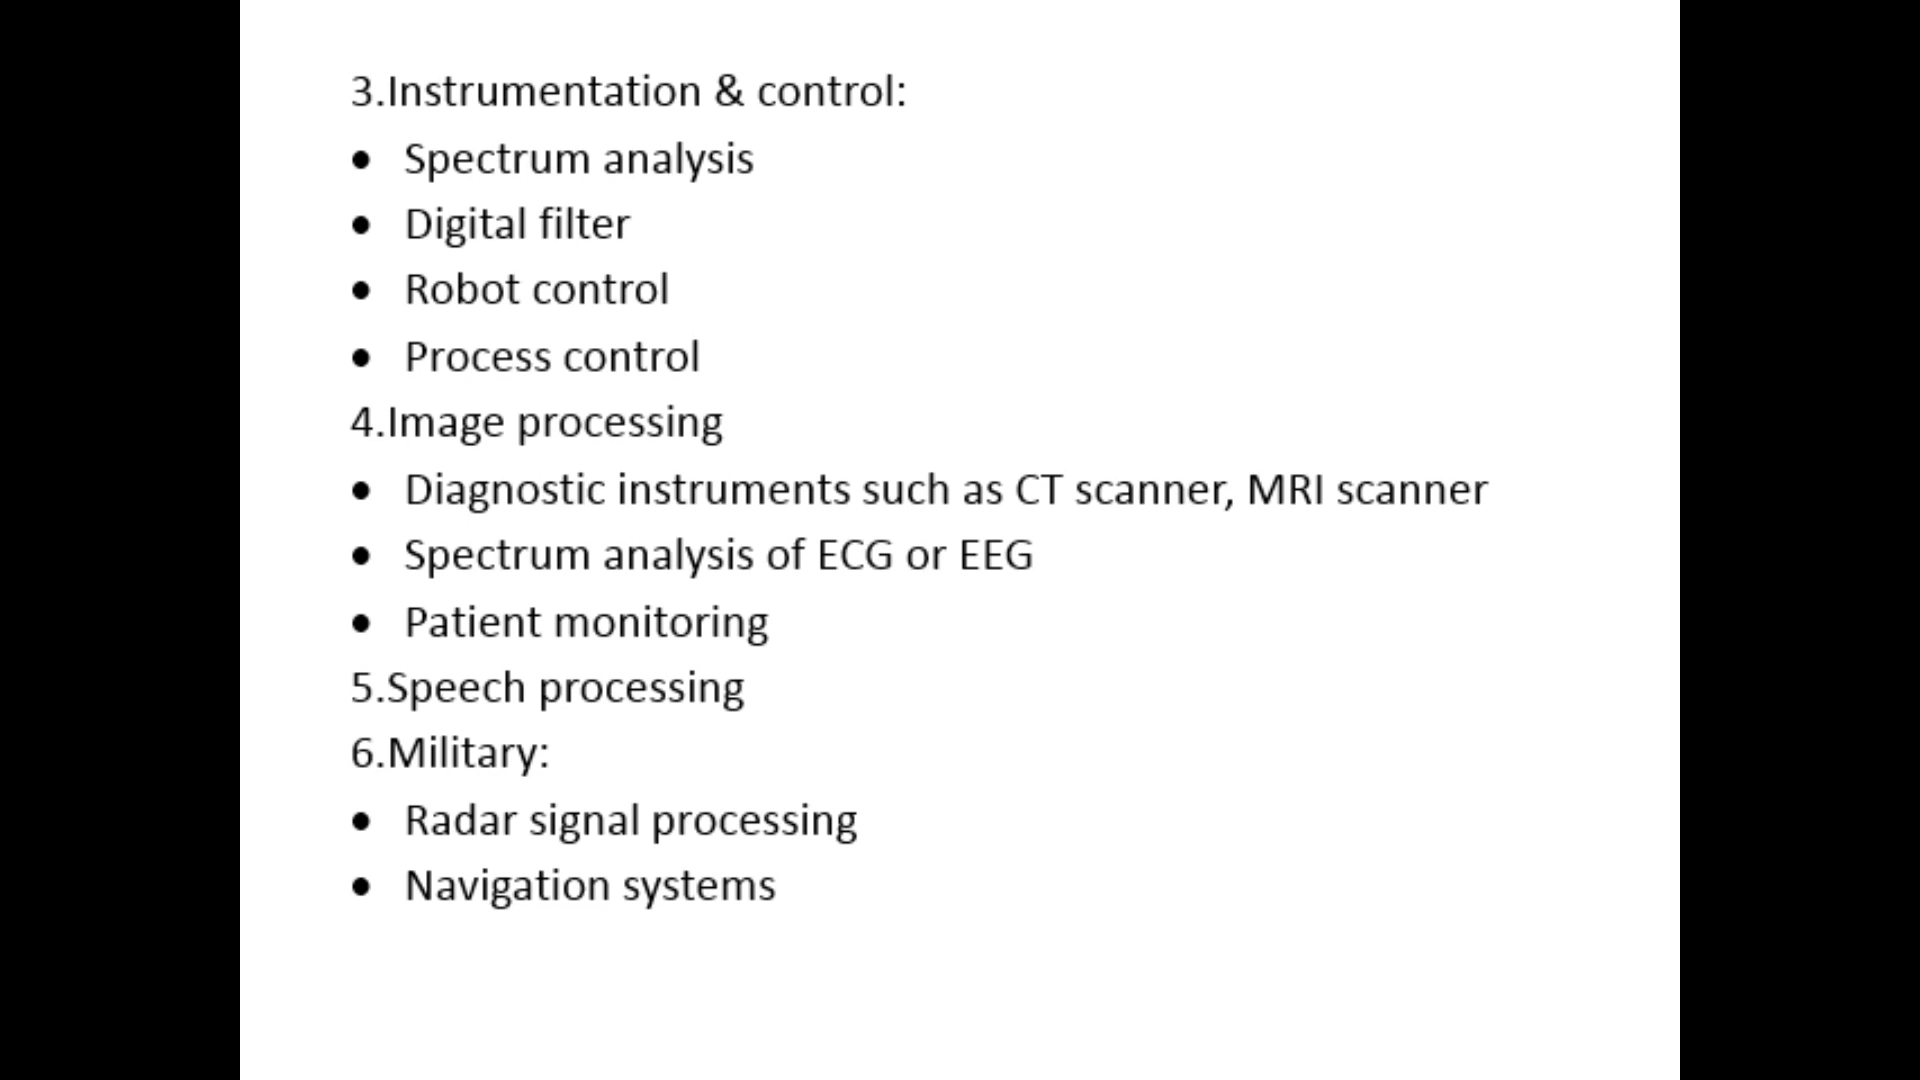 3.Instrumentation & control:
• Spectrum analysis
• Digital filter
• Robot control
• Process control
4.Image processing
• Diagnostic instruments such as CT scanner, MRI scanner
• Spectrum analysis of ECG or EEG
• Patient monitoring
5.Speech processing
6.Military:
• Radar signal processing
• Navigation systems